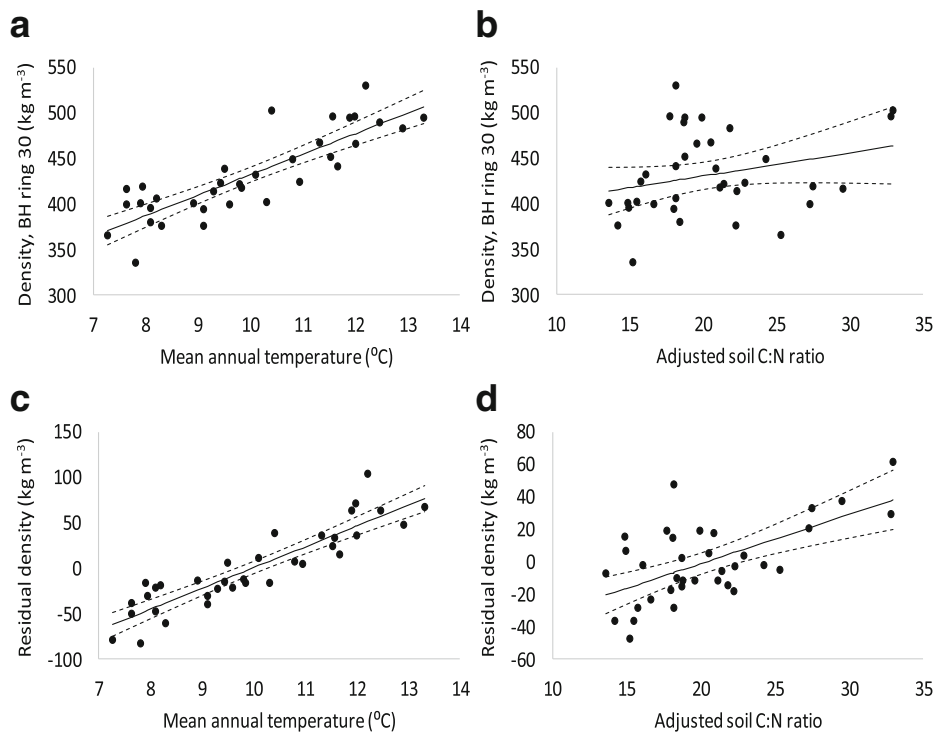 a
Density, BH ring 30 (kg m⁻³)
550
500
450
400
350
300
7 8 9 10 11 12 13 14
Mean annual temperature (⁰C)
b
Density, BH ring 30 (kg m⁻³)
550
500
450
400
350
300
10 15 20 25 30 35
Adjusted soil C:N ratio
c
Residual density (kg m⁻³)
150
100
50
0
-50
-100
7 8 9 10 11 12 13 14
Mean annual temperature (⁰C)
d
Residual density (kg m⁻³)
80
60
40
20
0
-20
-40
-60
10 15 20 25 30 35
Adjusted soil C:N ratio